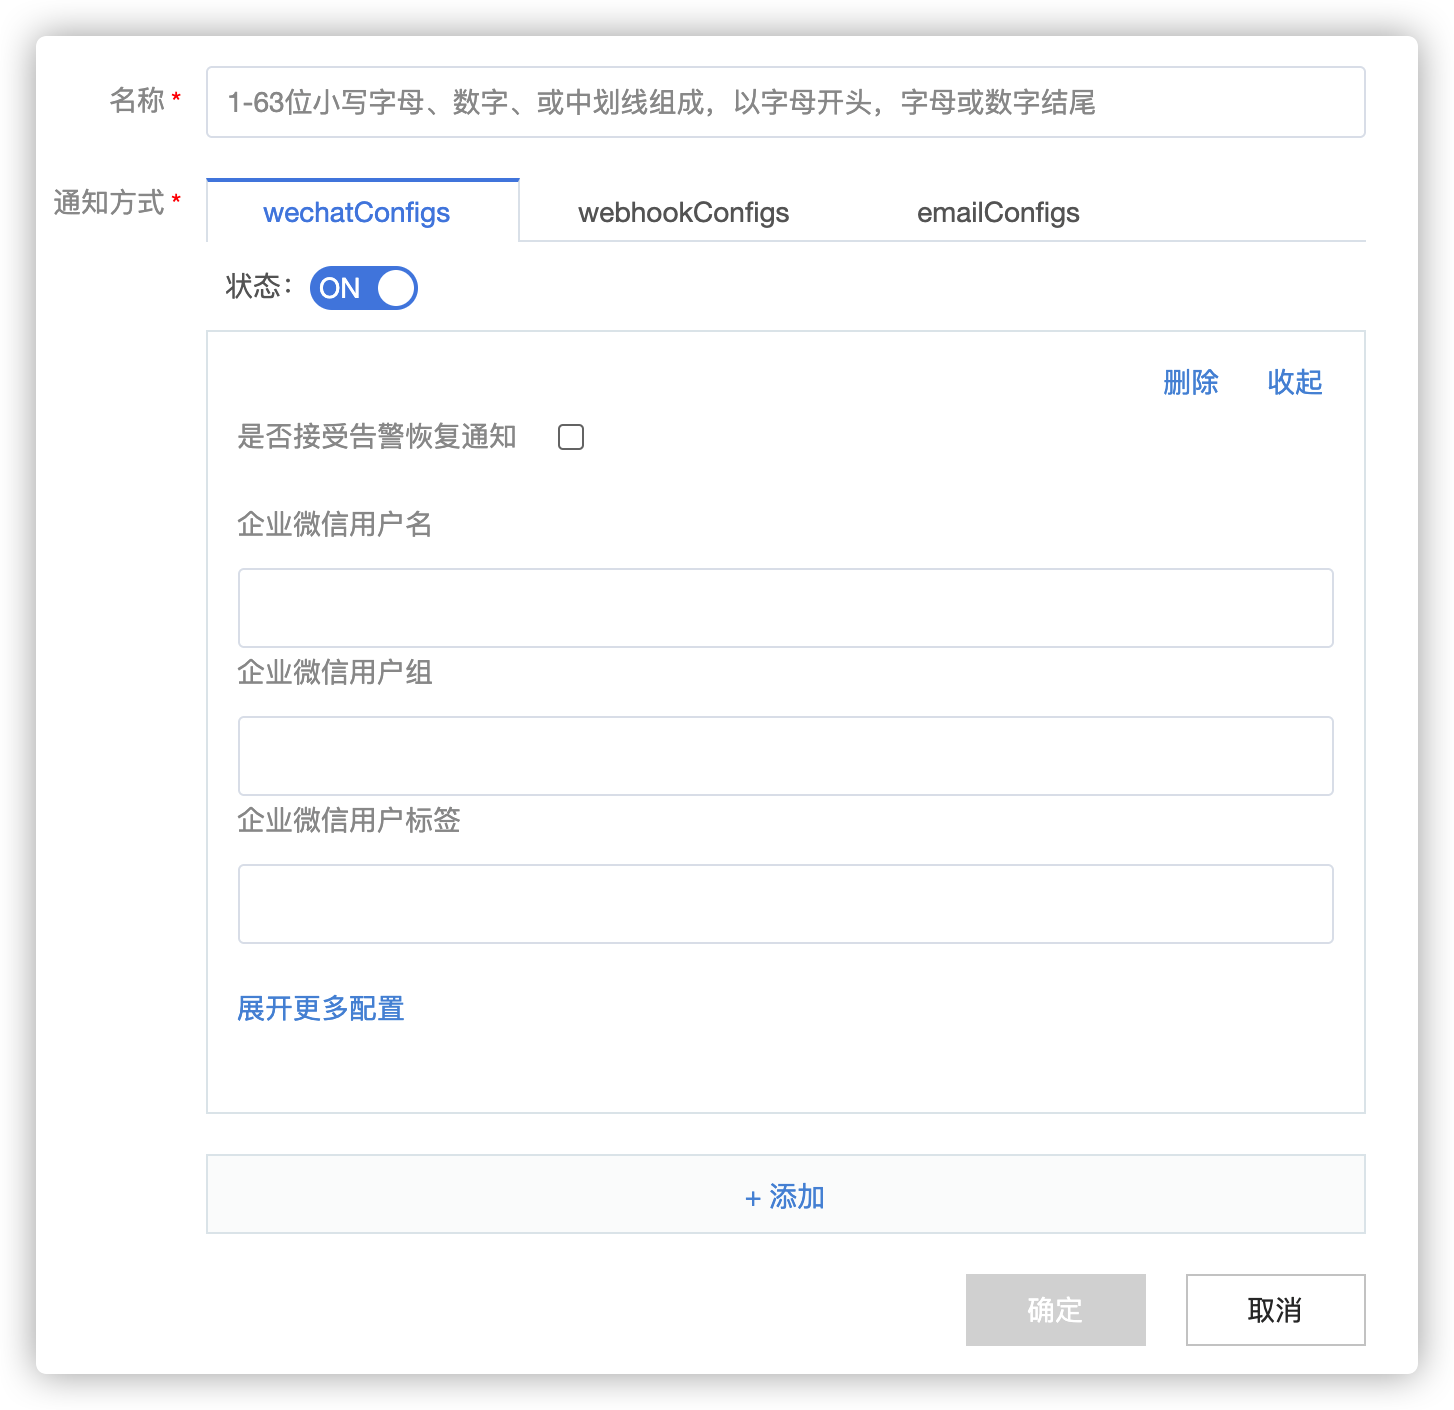 名称 *
1-63位小写字母、数字、或中划线组成，以字母开头，字母或数字结尾
通知方式 *
wechatConfigs webhookConfigs emailConfigs
状态： ON
删除 收起
是否接受告警恢复通知
企业微信用户名
企业微信用户组
企业微信用户标签
展开更多配置
+ 添加
确定 取消